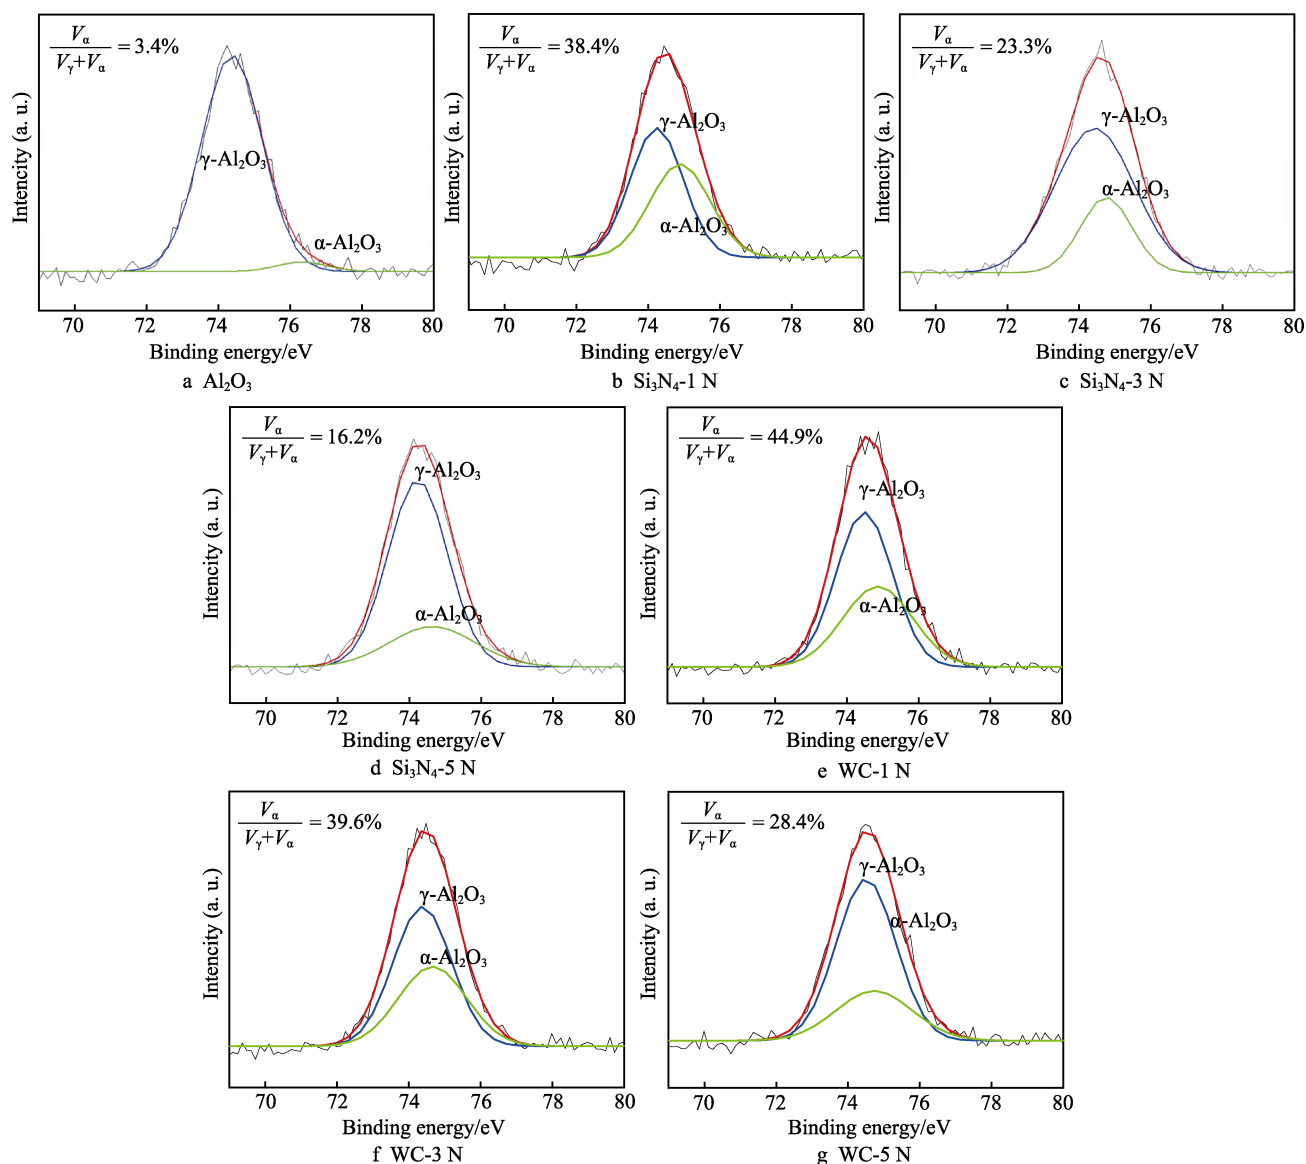 Vα/(Vγ+Vα) = 3.4%
γ-Al₂O₃
α-Al₂O₃
Intencity (a. u.)
70 72 74 76 78 80
Binding energy/eV
a Al₂O₃
Vα/(Vγ+Vα) = 38.4%
γ-Al₂O₃
α-Al₂O₃
Intencity (a. u.)
70 72 74 76 78 80
Binding energy/eV
b Si₃N₄-1 N
Vα/(Vγ+Vα) = 23.3%
γ-Al₂O₃
α-Al₂O₃
Intencity (a. u.)
70 72 74 76 78 80
Binding energy/eV
c Si₃N₄-3 N
Vα/(Vγ+Vα) = 16.2%
γ-Al₂O₃
α-Al₂O₃
Intencity (a. u.)
70 72 74 76 78 80
Binding energy/eV
d Si₃N₄-5 N
Vα/(Vγ+Vα) = 44.9%
γ-Al₂O₃
α-Al₂O₃
Intencity (a. u.)
70 72 74 76 78 80
Binding energy/eV
e WC-1 N
Vα/(Vγ+Vα) = 39.6%
γ-Al₂O₃
α-Al₂O₃
Intencity (a. u.)
70 72 74 76 78 80
Binding energy/eV
f WC-3 N
Vα/(Vγ+Vα) = 28.4%
γ-Al₂O₃
α-Al₂O₃
Intencity (a. u.)
70 72 74 76 78 80
Binding energy/eV
g WC-5 N